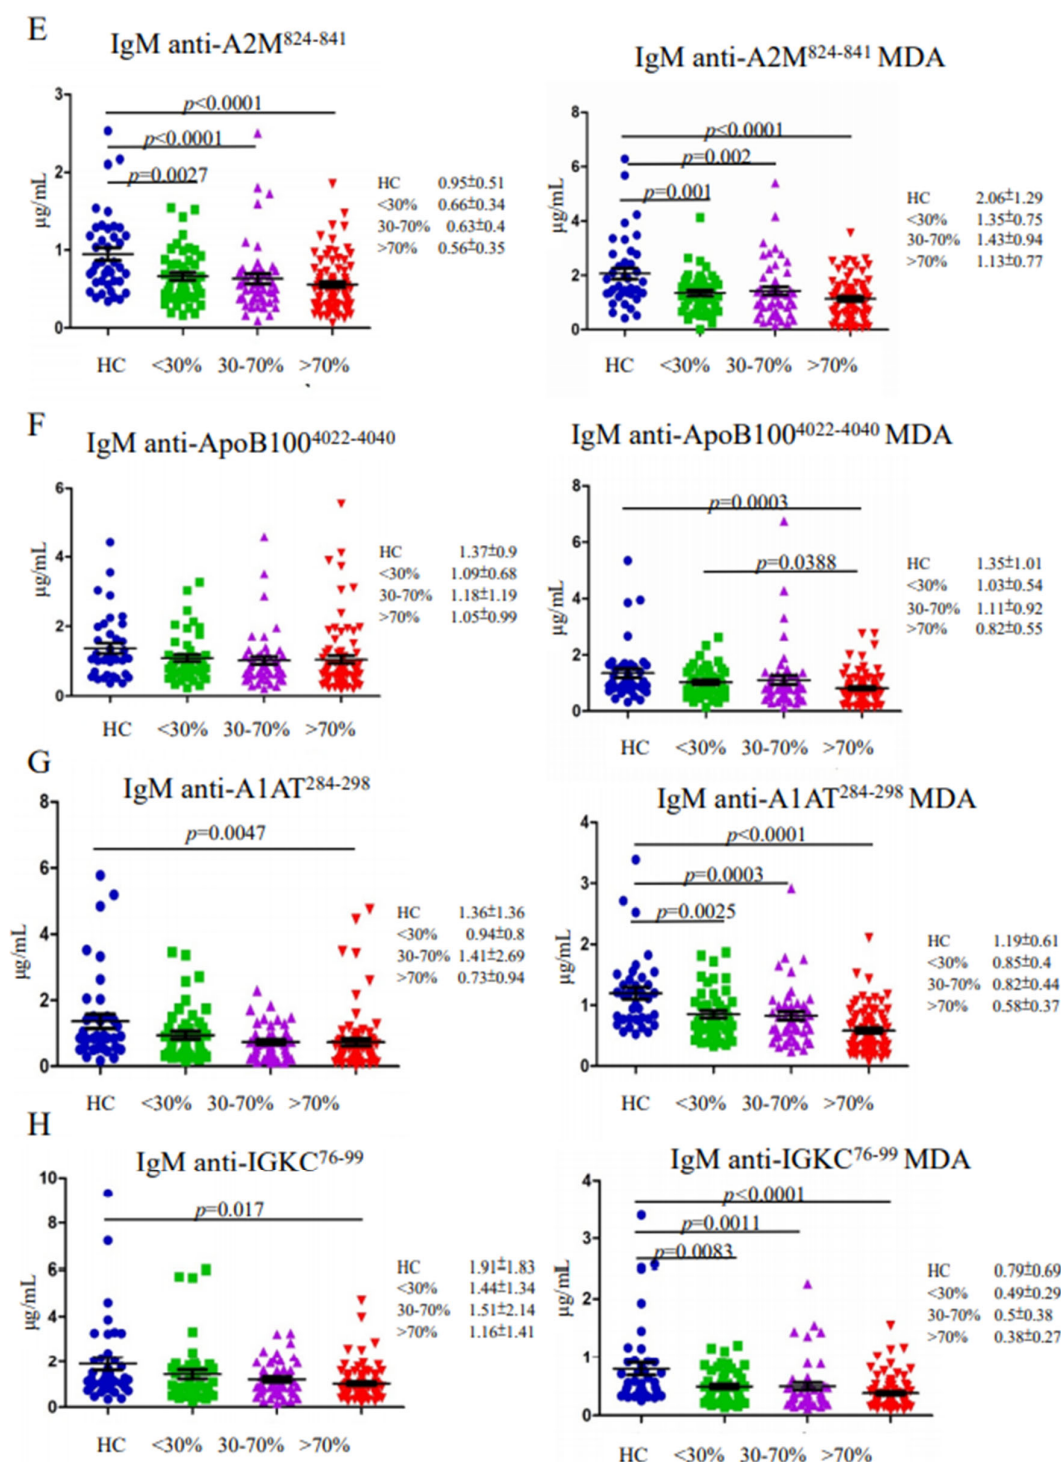 E
IgM anti-A2M⁸²⁴⁻⁸⁴¹
µg/mL
3
2
1
0
p<0.0001
p<0.0001
p=0.0027
HC 0.95±0.51
<30% 0.66±0.34
30-70% 0.63±0.4
>70% 0.56±0.35
HC <30% 30-70% >70%
IgM anti-A2M⁸²⁴⁻⁸⁴¹ MDA
µg/mL
8
6
4
2
0
p<0.0001
p=0.002
p=0.001
HC 2.06±1.29
<30% 1.35±0.75
30-70% 1.43±0.94
>70% 1.13±0.77
HC <30% 30-70% >70%
F
IgM anti-ApoB100⁴⁰²²⁻⁴⁰⁴⁰
µg/mL
6
4
2
0
HC 1.37±0.9
<30% 1.09±0.68
30-70% 1.18±1.19
>70% 1.05±0.99
HC <30% 30-70% >70%
IgM anti-ApoB100⁴⁰²²⁻⁴⁰⁴⁰ MDA
µg/mL
8
6
4
2
0
p=0.0003
p=0.0388
HC 1.35±1.01
<30% 1.03±0.54
30-70% 1.11±0.92
>70% 0.82±0.55
HC <30% 30-70% >70%
G
IgM anti-A1AT²⁸⁴⁻²⁹⁸
µg/mL
8
6
4
2
0
p=0.0047
HC 1.36±1.36
<30% 0.94±0.8
30-70% 1.41±2.69
>70% 0.73±0.94
HC <30% 30-70% >70%
IgM anti-A1AT²⁸⁴⁻²⁹⁸ MDA
µg/mL
4
3
2
1
0
p<0.0001
p=0.0003
p=0.0025
HC 1.19±0.61
<30% 0.85±0.4
30-70% 0.82±0.44
>70% 0.58±0.37
HC <30% 30-70% >70%
H
IgM anti-IGKC⁷⁶⁻⁹⁹
µg/mL
10
8
6
4
2
0
p=0.017
HC 1.91±1.83
<30% 1.44±1.34
30-70% 1.51±2.14
>70% 1.16±1.41
HC <30% 30-70% >70%
IgM anti-IGKC⁷⁶⁻⁹⁹ MDA
µg/mL
4
3
2
1
0
p<0.0001
p=0.0011
p=0.0083
HC 0.79±0.69
<30% 0.49±0.29
30-70% 0.5±0.38
>70% 0.38±0.27
HC <30% 30-70% >70%